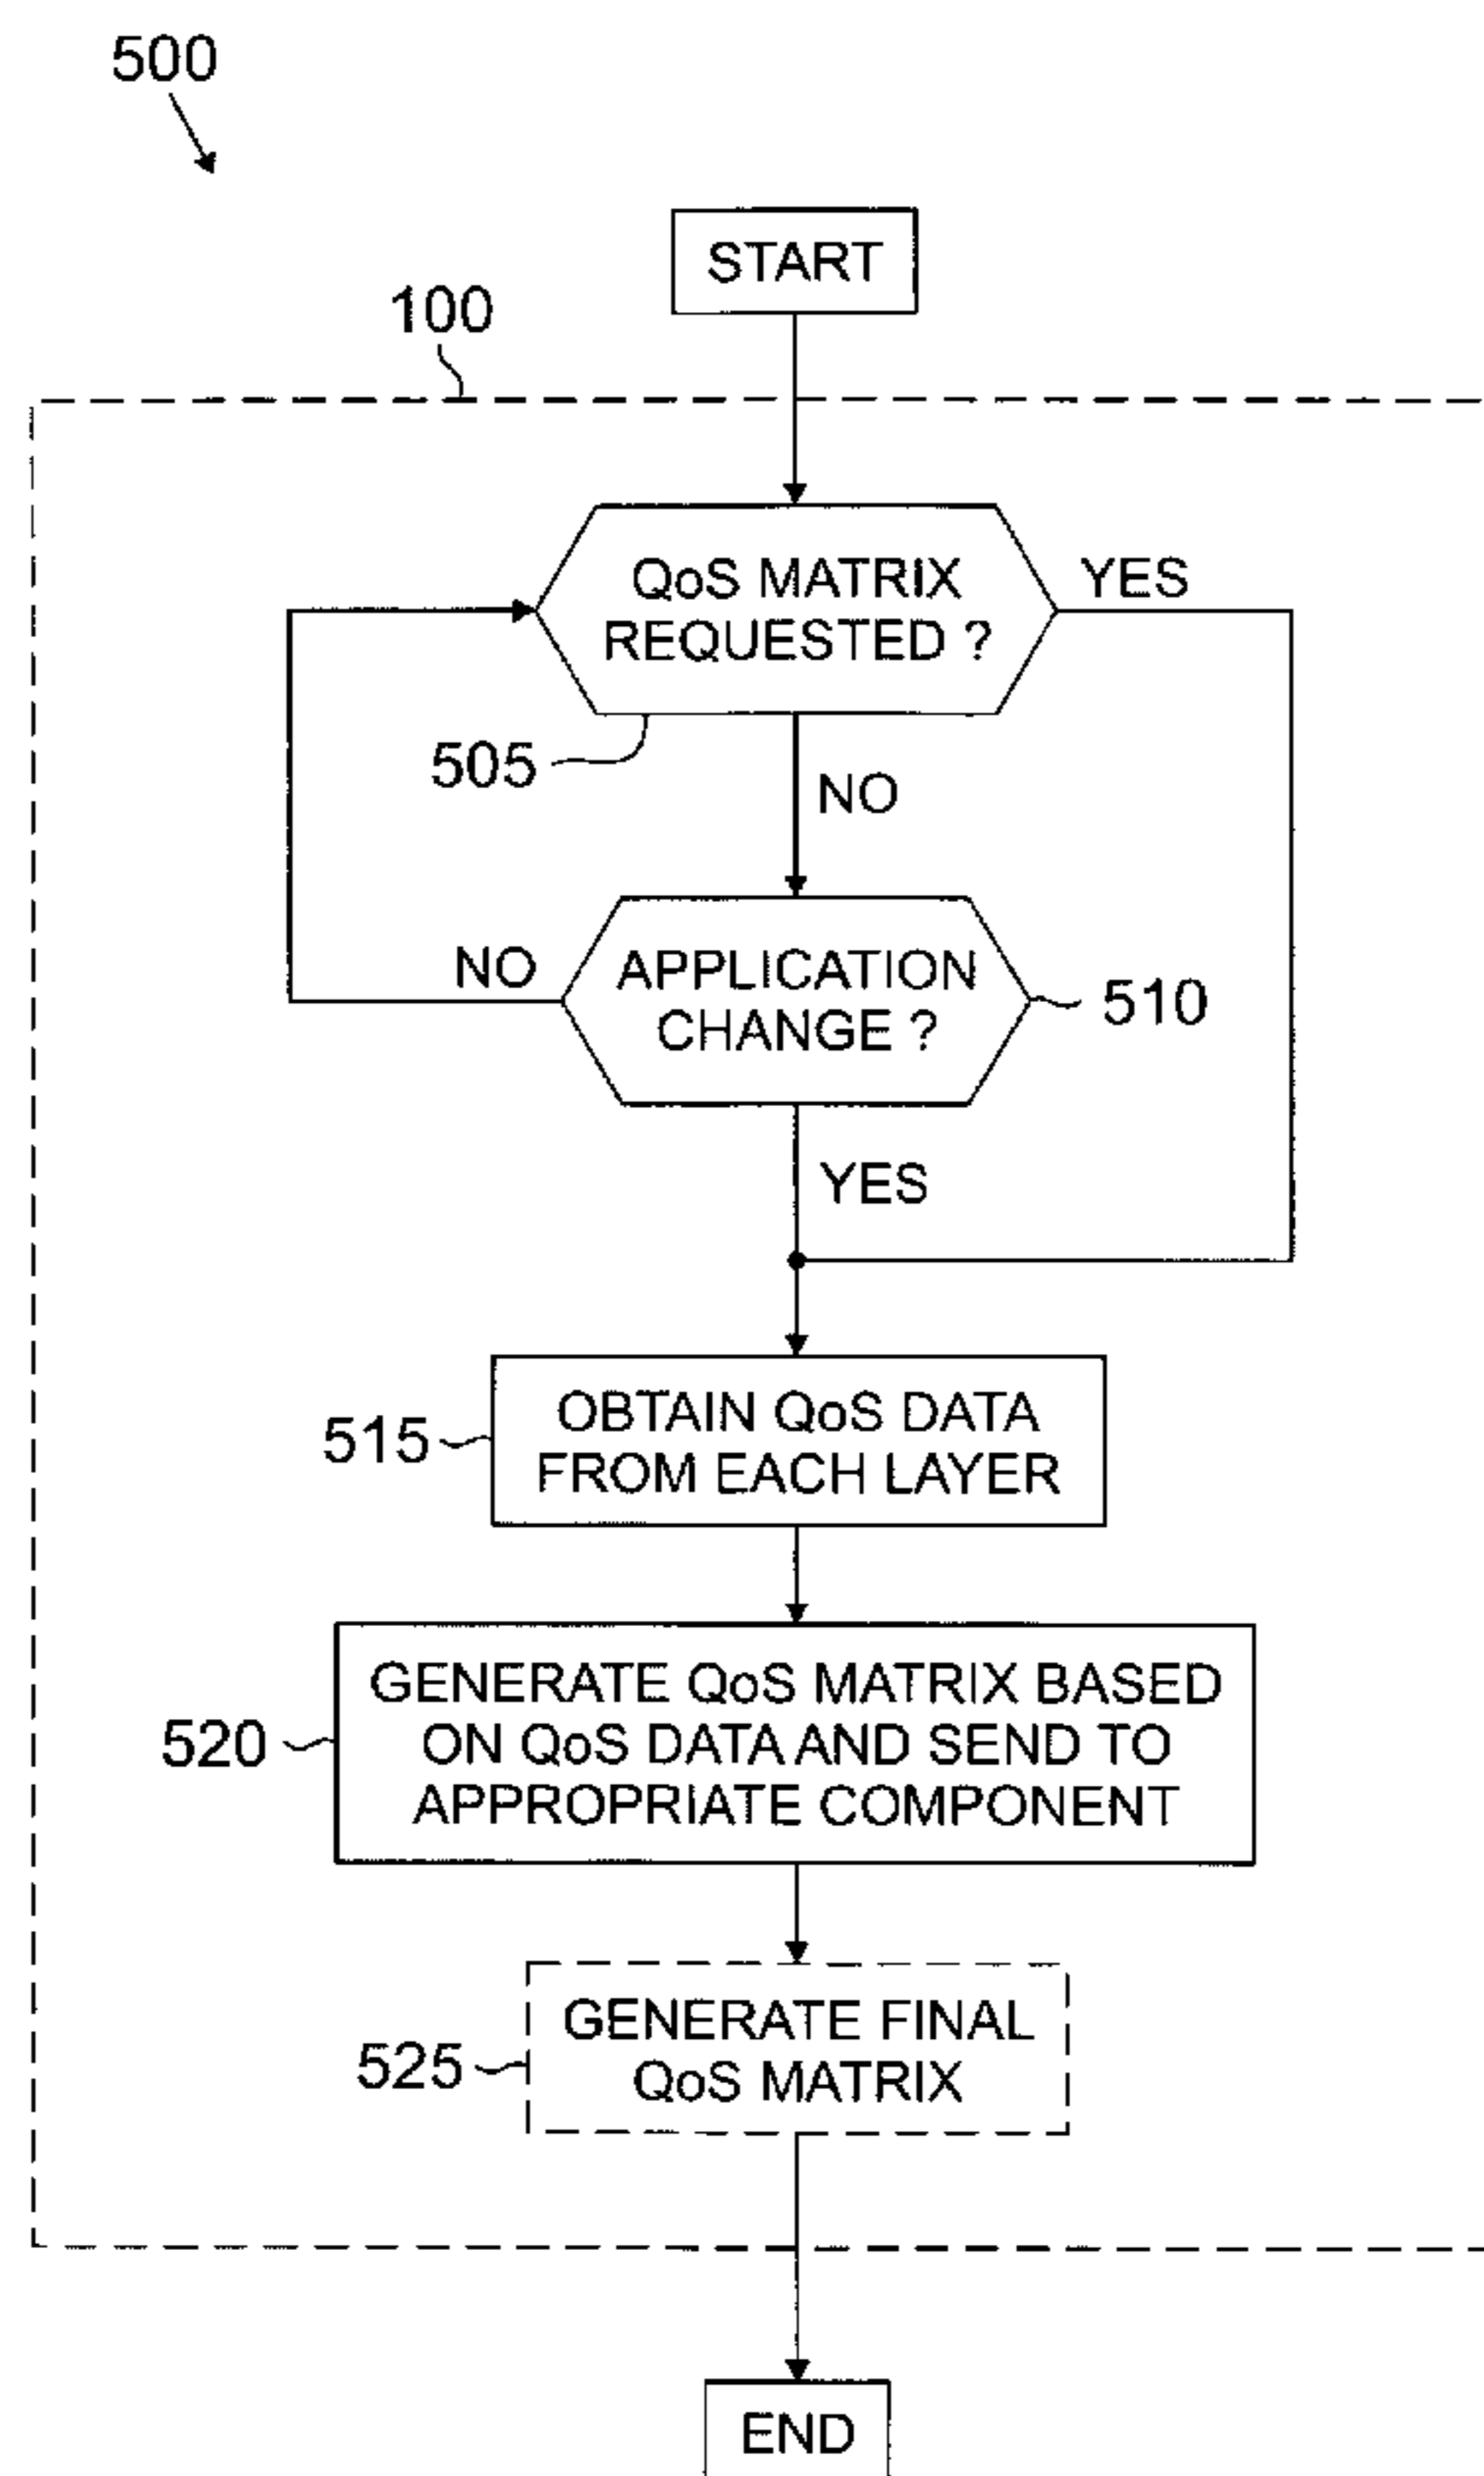 500
START
100
QoS MATRIX
REQUESTED ?
YES
505
NO
NO
APPLICATION
CHANGE ?
510
YES
OBTAIN QoS DATA
FROM EACH LAYER
515
GENERATE QoS MATRIX BASED
ON QoS DATA AND SEND TO
APPROPRIATE COMPONENT
520
GENERATE FINAL
QoS MATRIX
525
END